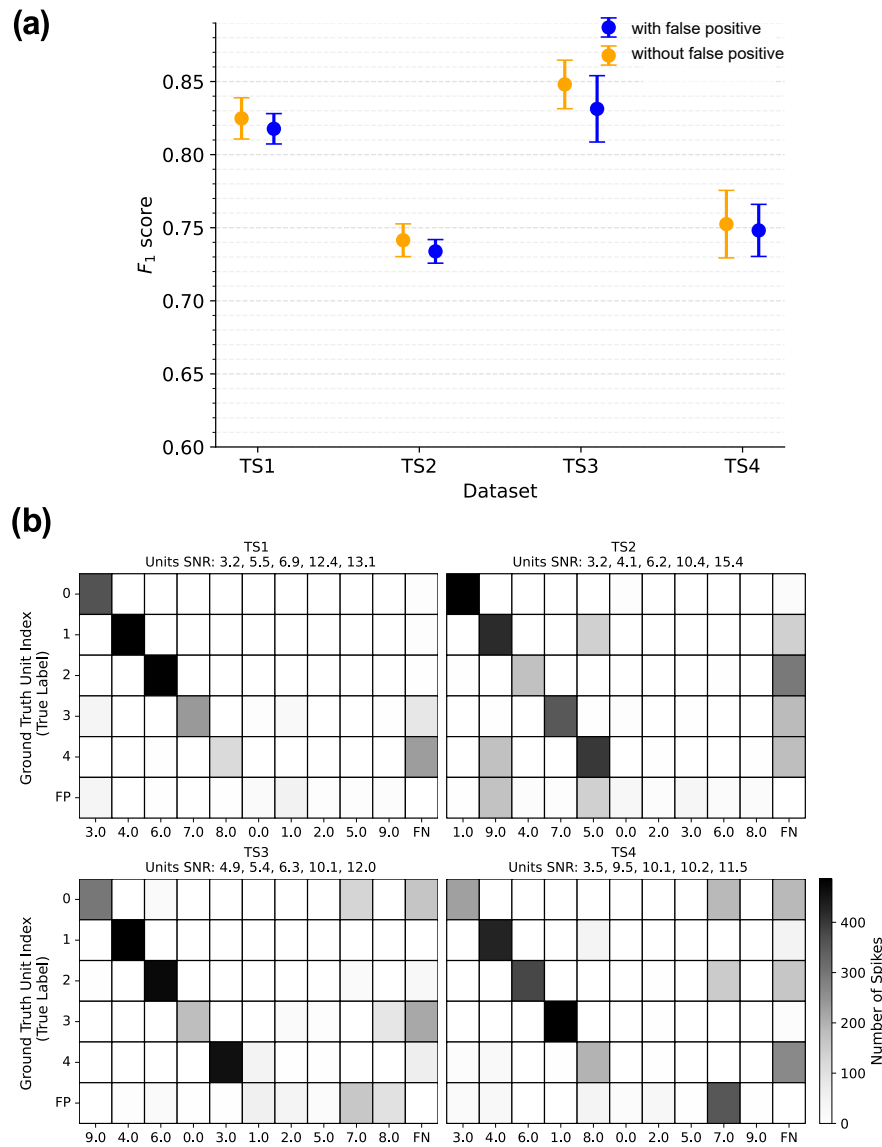 (a)
with false positive
without false positive
0.85
0.80
0.75
0.70
0.65
0.60
F1 score
TS1 TS2 TS3 TS4
Dataset
(b)
TS1
Units SNR: 3.2, 5.5, 6.9, 12.4, 13.1
TS2
Units SNR: 3.2, 4.1, 6.2, 10.4, 15.4
Ground Truth Unit Index
(True Label)
0
1
2
3
4
FP
3.0 4.0 6.0 7.0 8.0 0.0 1.0 2.0 5.0 9.0 FN
1.0 9.0 4.0 7.0 5.0 0.0 2.0 3.0 6.0 8.0 FN
TS3
Units SNR: 4.9, 5.4, 6.3, 10.1, 12.0
TS4
Units SNR: 3.5, 9.5, 10.1, 10.2, 11.5
Ground Truth Unit Index
(True Label)
0
1
2
3
4
FP
9.0 4.0 6.0 0.0 3.0 1.0 2.0 5.0 7.0 8.0 FN
3.0 4.0 6.0 1.0 8.0 0.0 2.0 5.0 7.0 9.0 FN
400
300
200
100
0
Number of Spikes